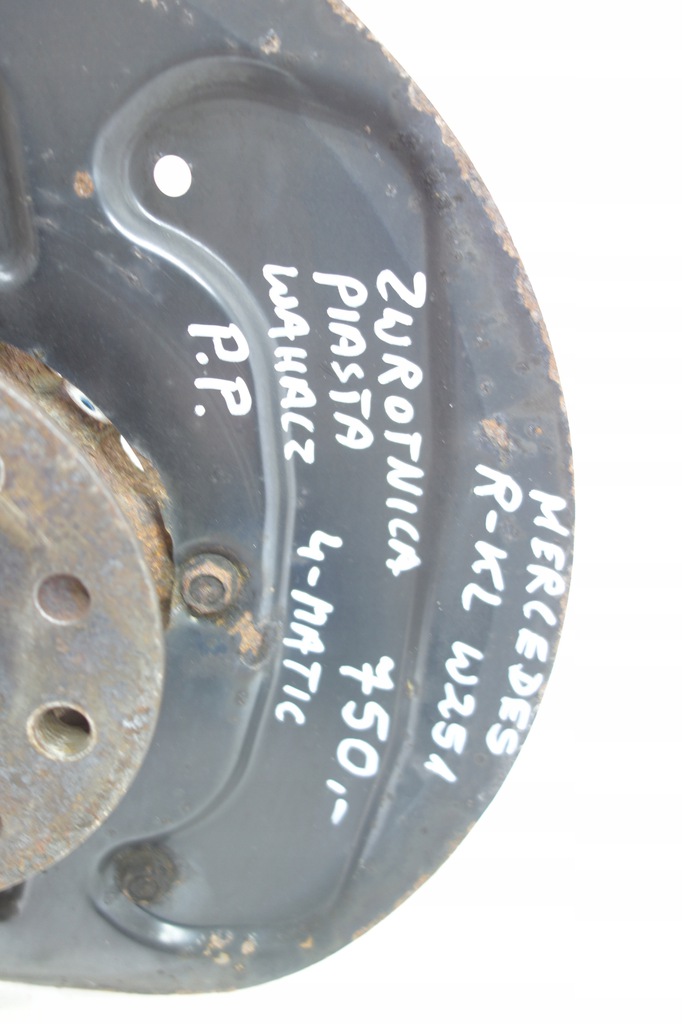 MERCEDES
R-KL W251
ZWROTNICA
PIASTA 750,-
WAHACZ 4-MATIC
P.P.